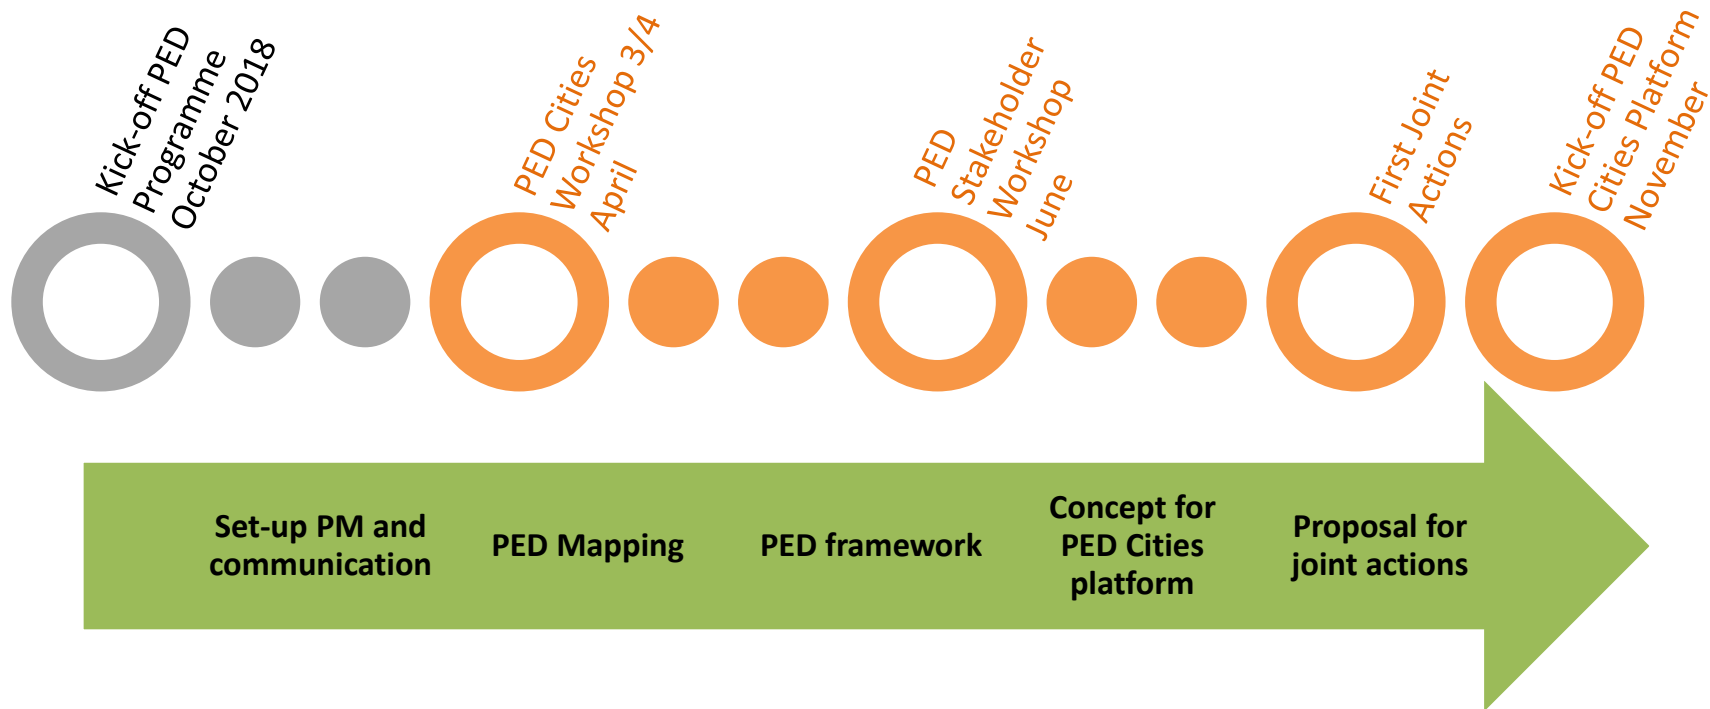 Kick-off PED
Programme
October 2018
PED Cities
Workshop 3/4
April
PED
Stakeholder
Workshop
June
First Joint
Actions
Kick-off PED
Cities Platform
November
Set-up PM and
communication
PED Mapping
PED framework
Concept for
PED Cities
platform
Proposal for
joint actions